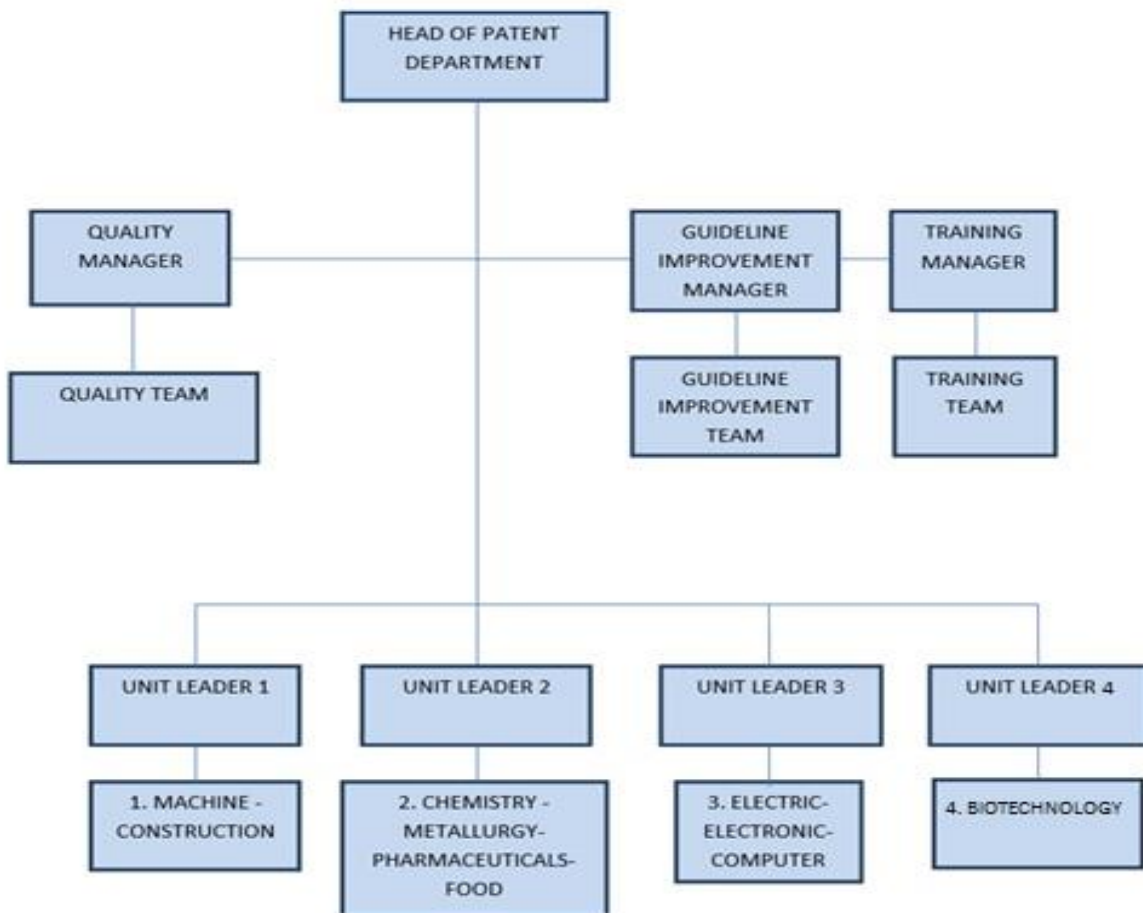 HEAD OF PATENT
DEPARTMENT
QUALITY
MANAGER
GUIDELINE
IMPROVEMENT
MANAGER
TRAINING
MANAGER
QUALITY TEAM
GUIDELINE
IMPROVEMENT
TEAM
TRAINING
TEAM
UNIT LEADER 1
UNIT LEADER 2
UNIT LEADER 3
UNIT LEADER 4
1. MACHINE -
CONSTRUCTION
2. CHEMISTRY -
METALLURGY-
PHARMACEUTICALS-
FOOD
3. ELECTRIC-
ELECTRONIC-
COMPUTER
4. BIOTECHNOLOGY